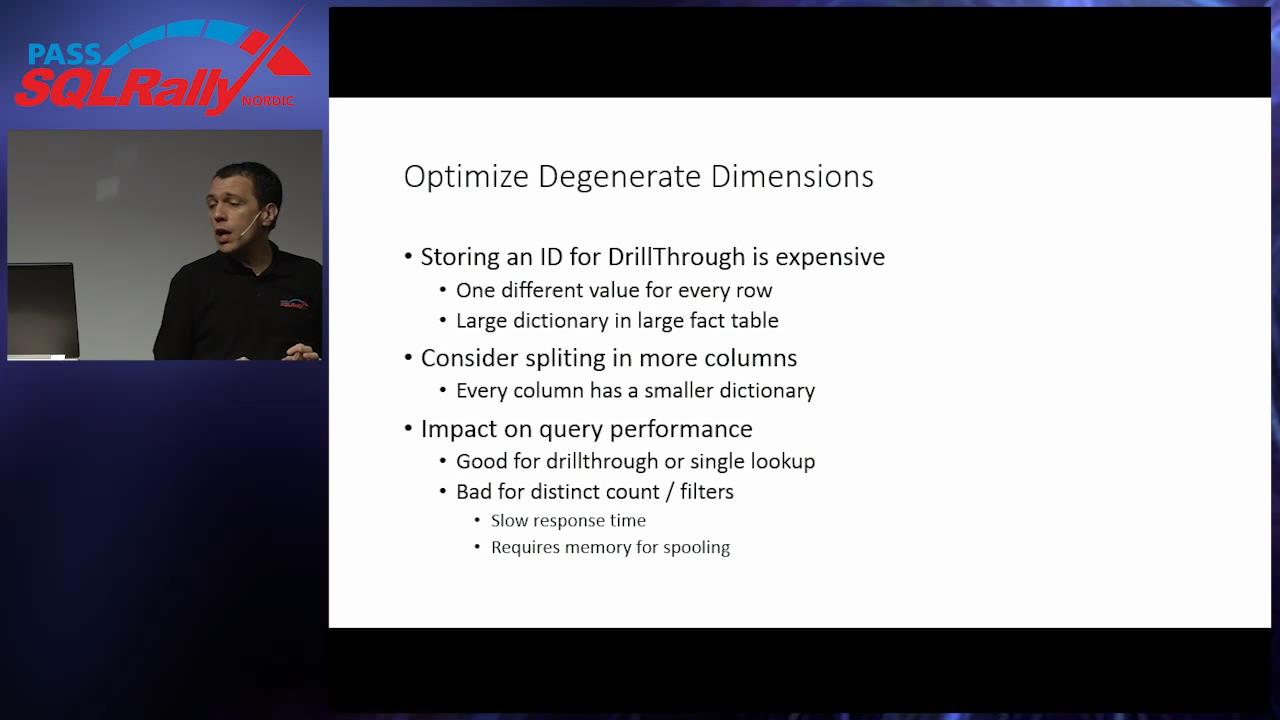 PASS
SQLRally
NORDIC
Optimize Degenerate Dimensions
• Storing an ID for DrillThrough is expensive
• One different value for every row
• Large dictionary in large fact table
• Consider spliting in more columns
• Every column has a smaller dictionary
• Impact on query performance
• Good for drillthrough or single lookup
• Bad for distinct count / filters
• Slow response time
• Requires memory for spooling